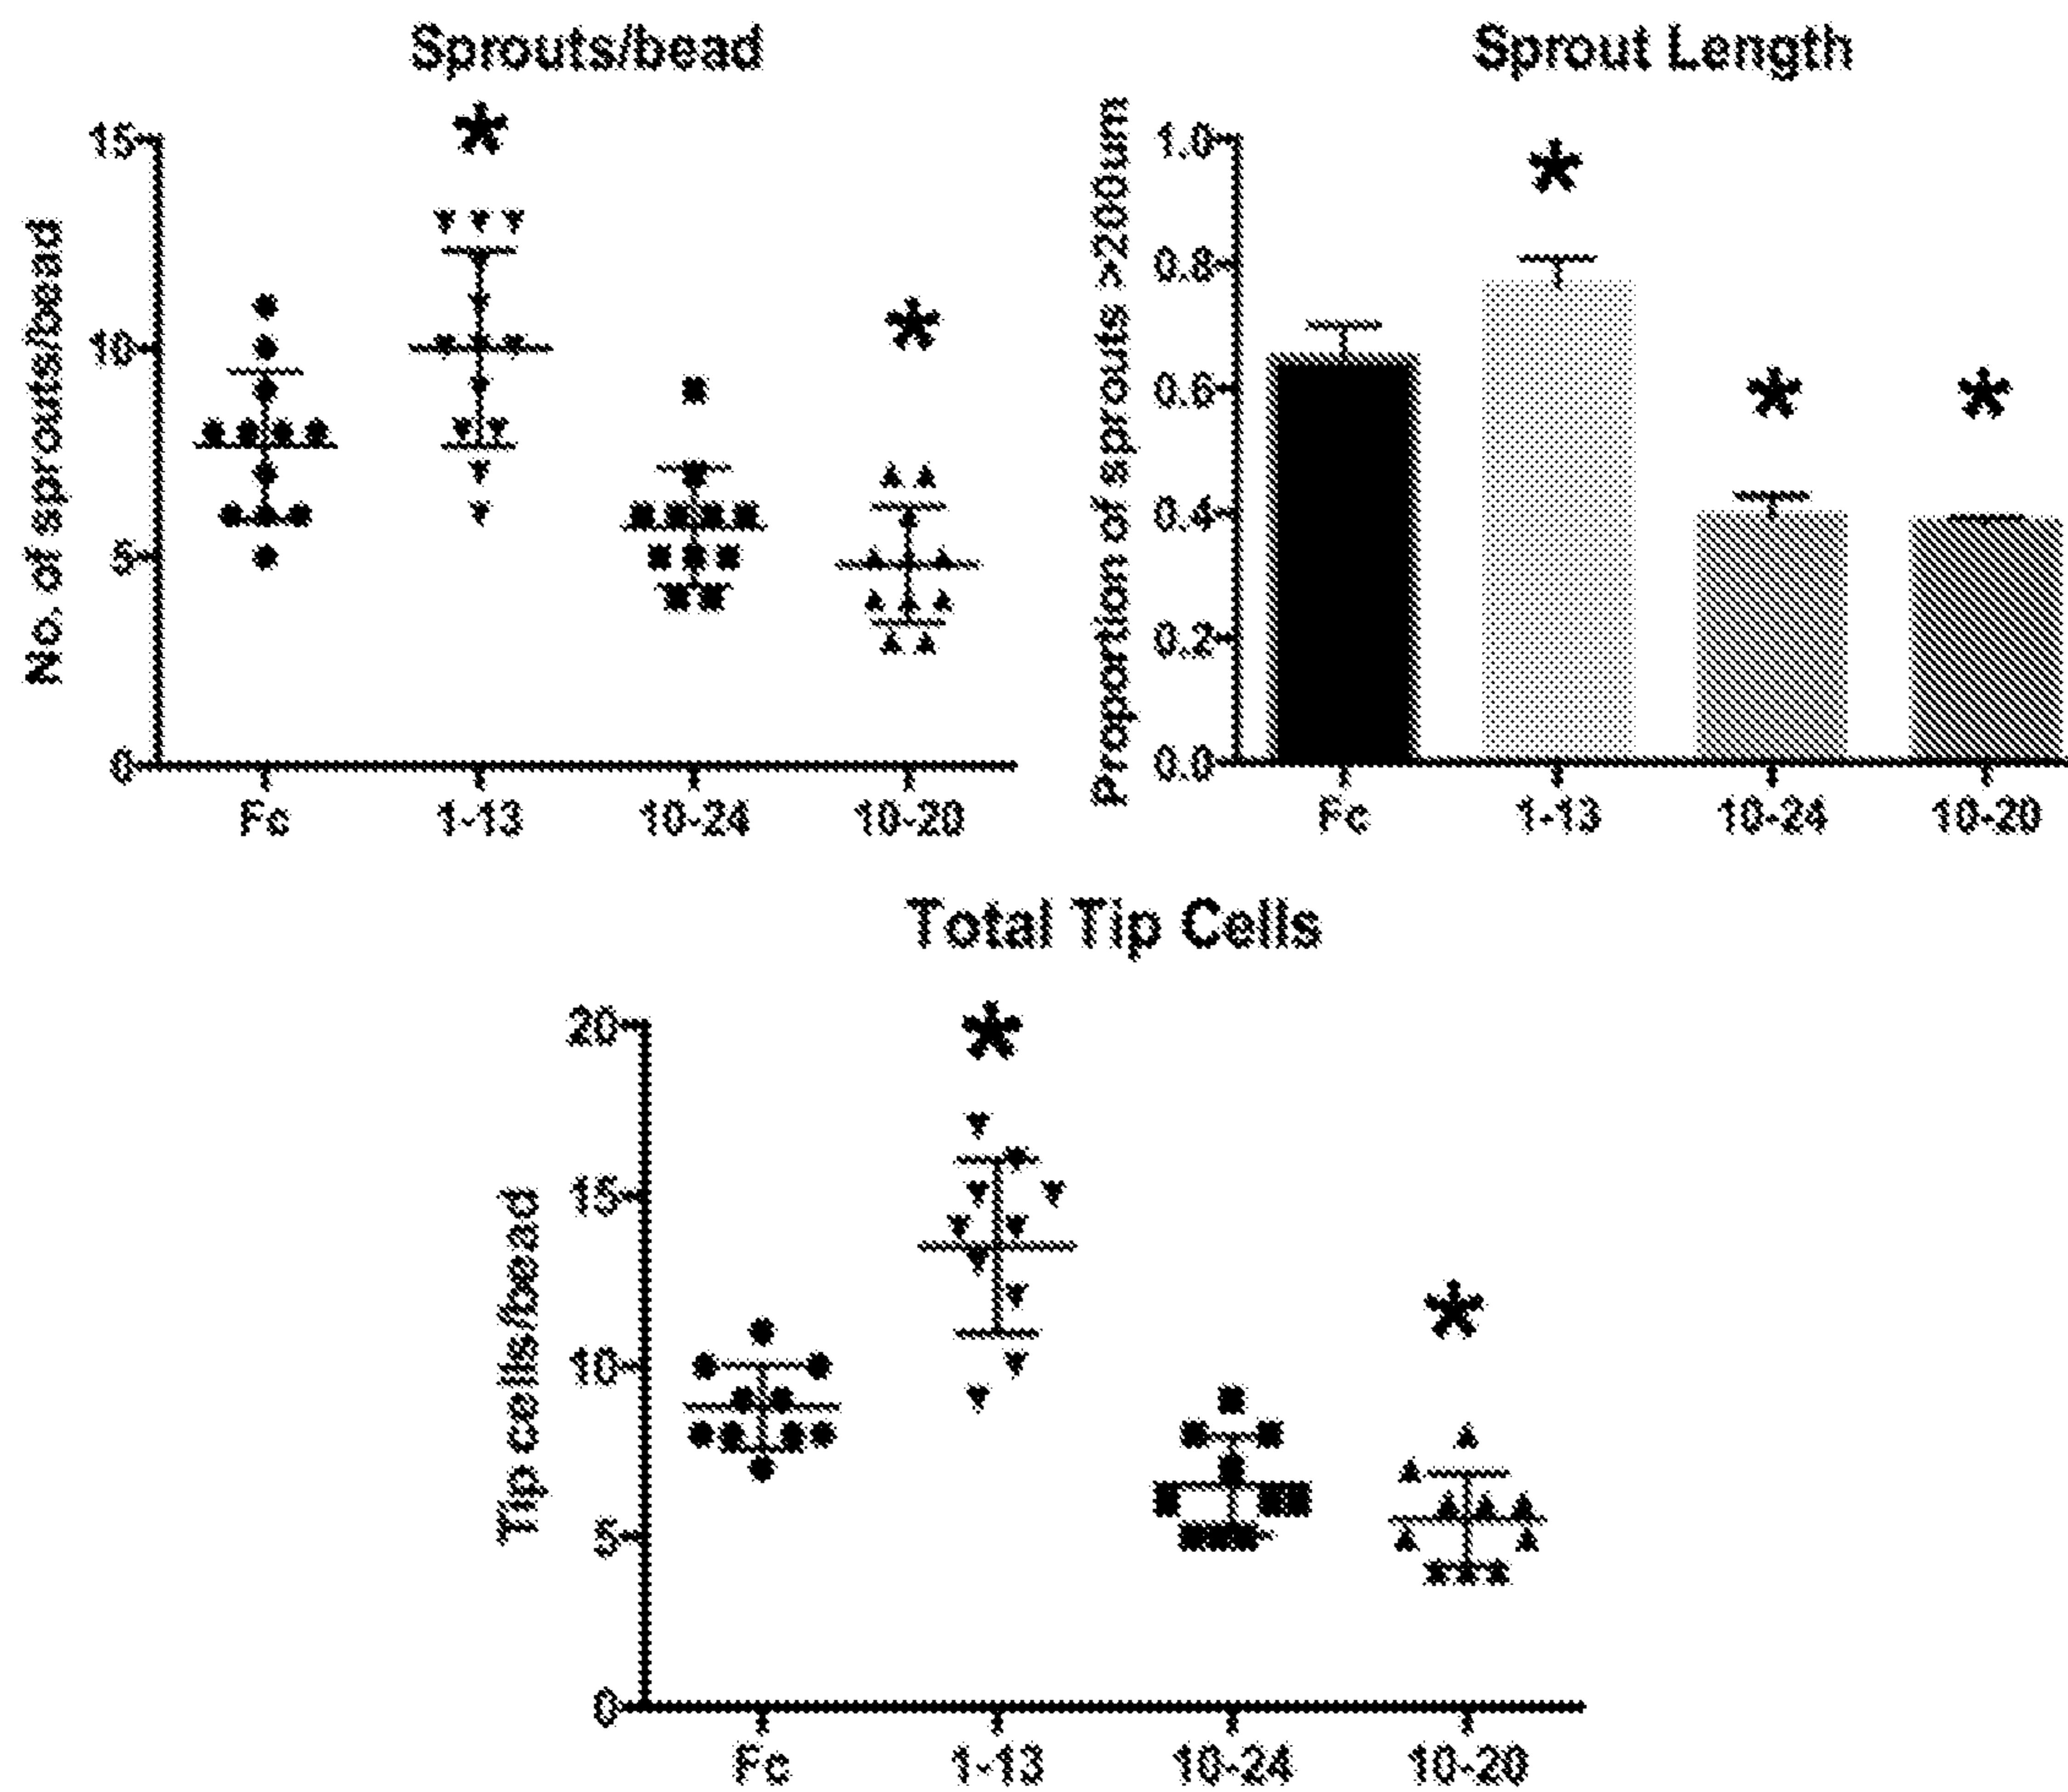 Sprouts/bead
No. of sprouts/bead
15
10
5
0
Fc 1-13 10-24 10-20
Sprout Length
Proportion of sprouts >200um
1.0
0.8
0.6
0.4
0.2
0.0
Fc 1-13 10-24 10-20
Total Tip Cells
Tip cells/bead
20
15
10
5
0
Fc 1-13 10-24 10-20